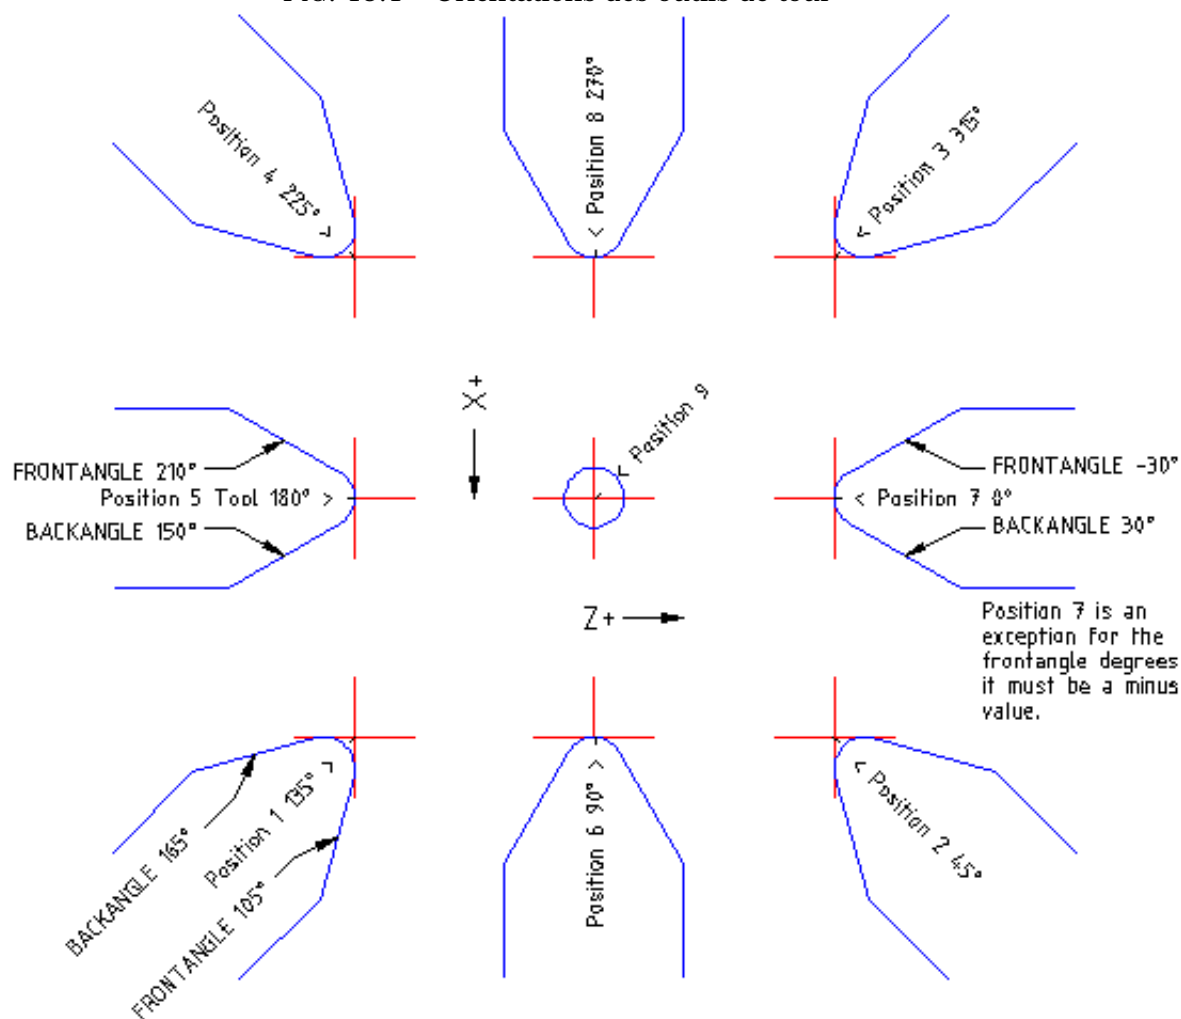 Position 4 225° >
< Position 8 270°
< Position 3 315°
X+
< Position 9
FRONTANGLE 210°
Position 5 Tool 180° >
BACKANGLE 150°
FRONTANGLE -30°
< Position 7 0°
BACKANGLE 30°
Z+
Position 7 is an
exception for the
frontangle degrees
it must be a minus
value.
BACKANGLE 165°
Position 1 135° >
FRONTANGLE 105°
Position 6 90° >
< Position 2 45°